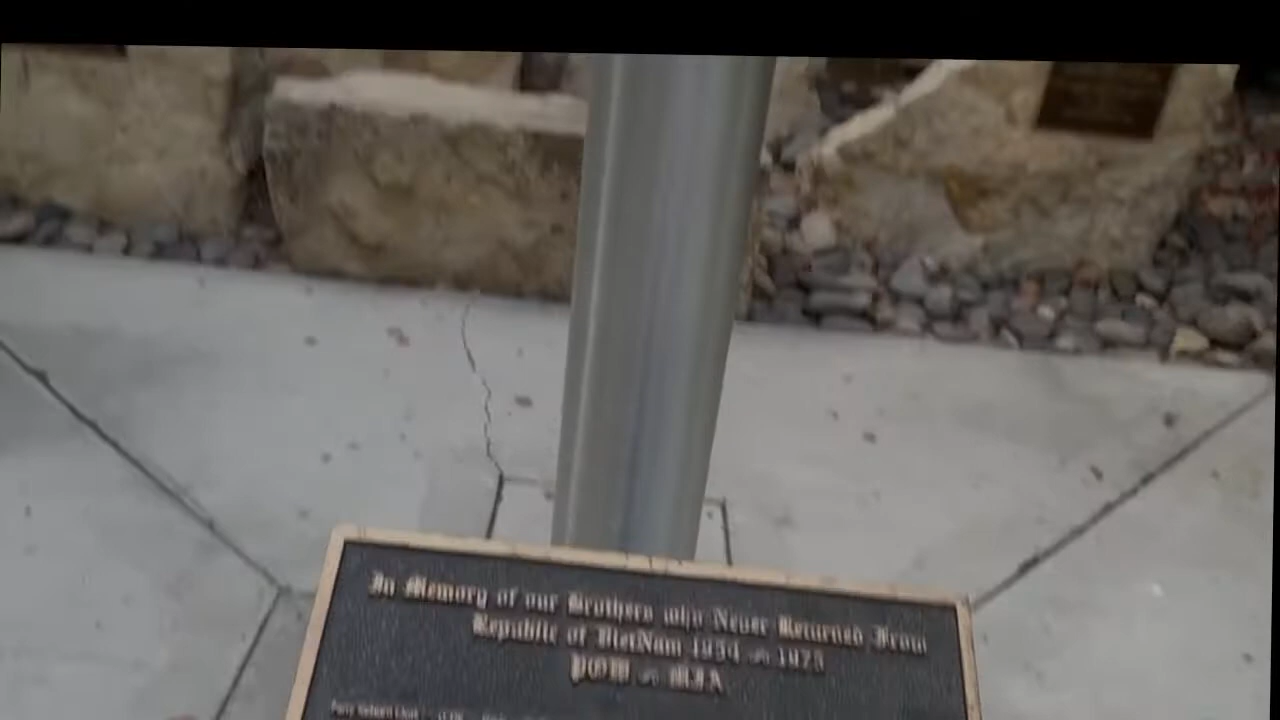 In Memory of our Brothers who Never Returned From
Republic of VietNam 1954 - 1975
POW - MIA